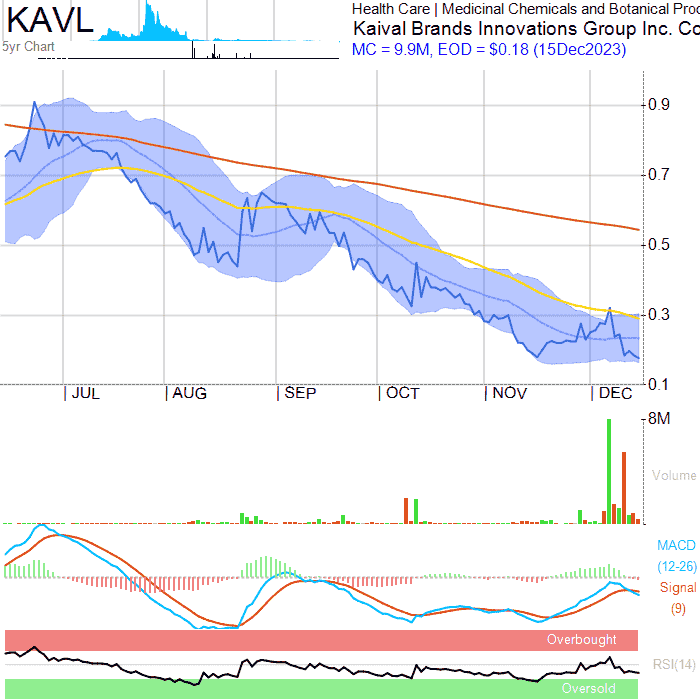 KAVL
5yr Chart
Health Care | Medicinal Chemicals and Botanical Proc
Kaival Brands Innovations Group Inc. Co
MC = 9.9M, EOD = $0.18 (15Dec2023)
0.9
0.7
0.5
0.3
0.1
JUL AUG SEP OCT NOV DEC
8M
Volume
MACD
(12-26)
Signal
(9)
Overbought
RSI(14)
Oversold